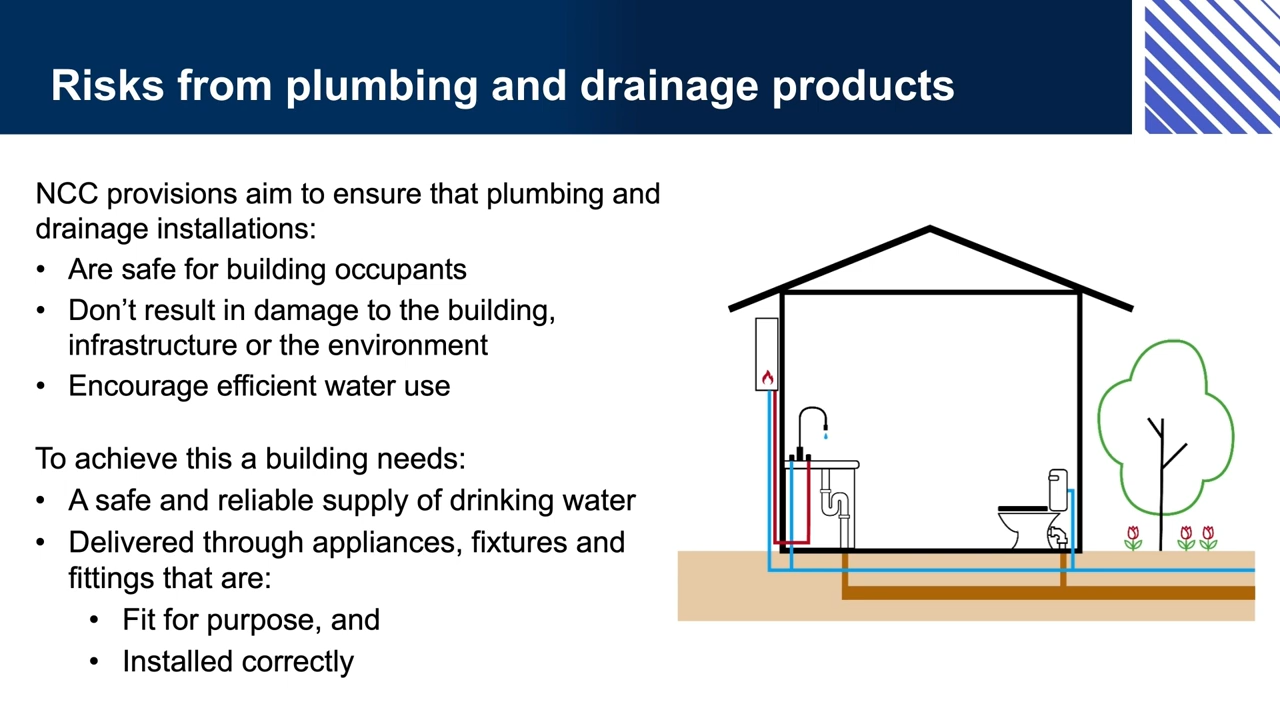 Risks from plumbing and drainage products
NCC provisions aim to ensure that plumbing and
drainage installations:
• Are safe for building occupants
• Don’t result in damage to the building,
infrastructure or the environment
• Encourage efficient water use
To achieve this a building needs:
• A safe and reliable supply of drinking water
• Delivered through appliances, fixtures and
fittings that are:
• Fit for purpose, and
• Installed correctly